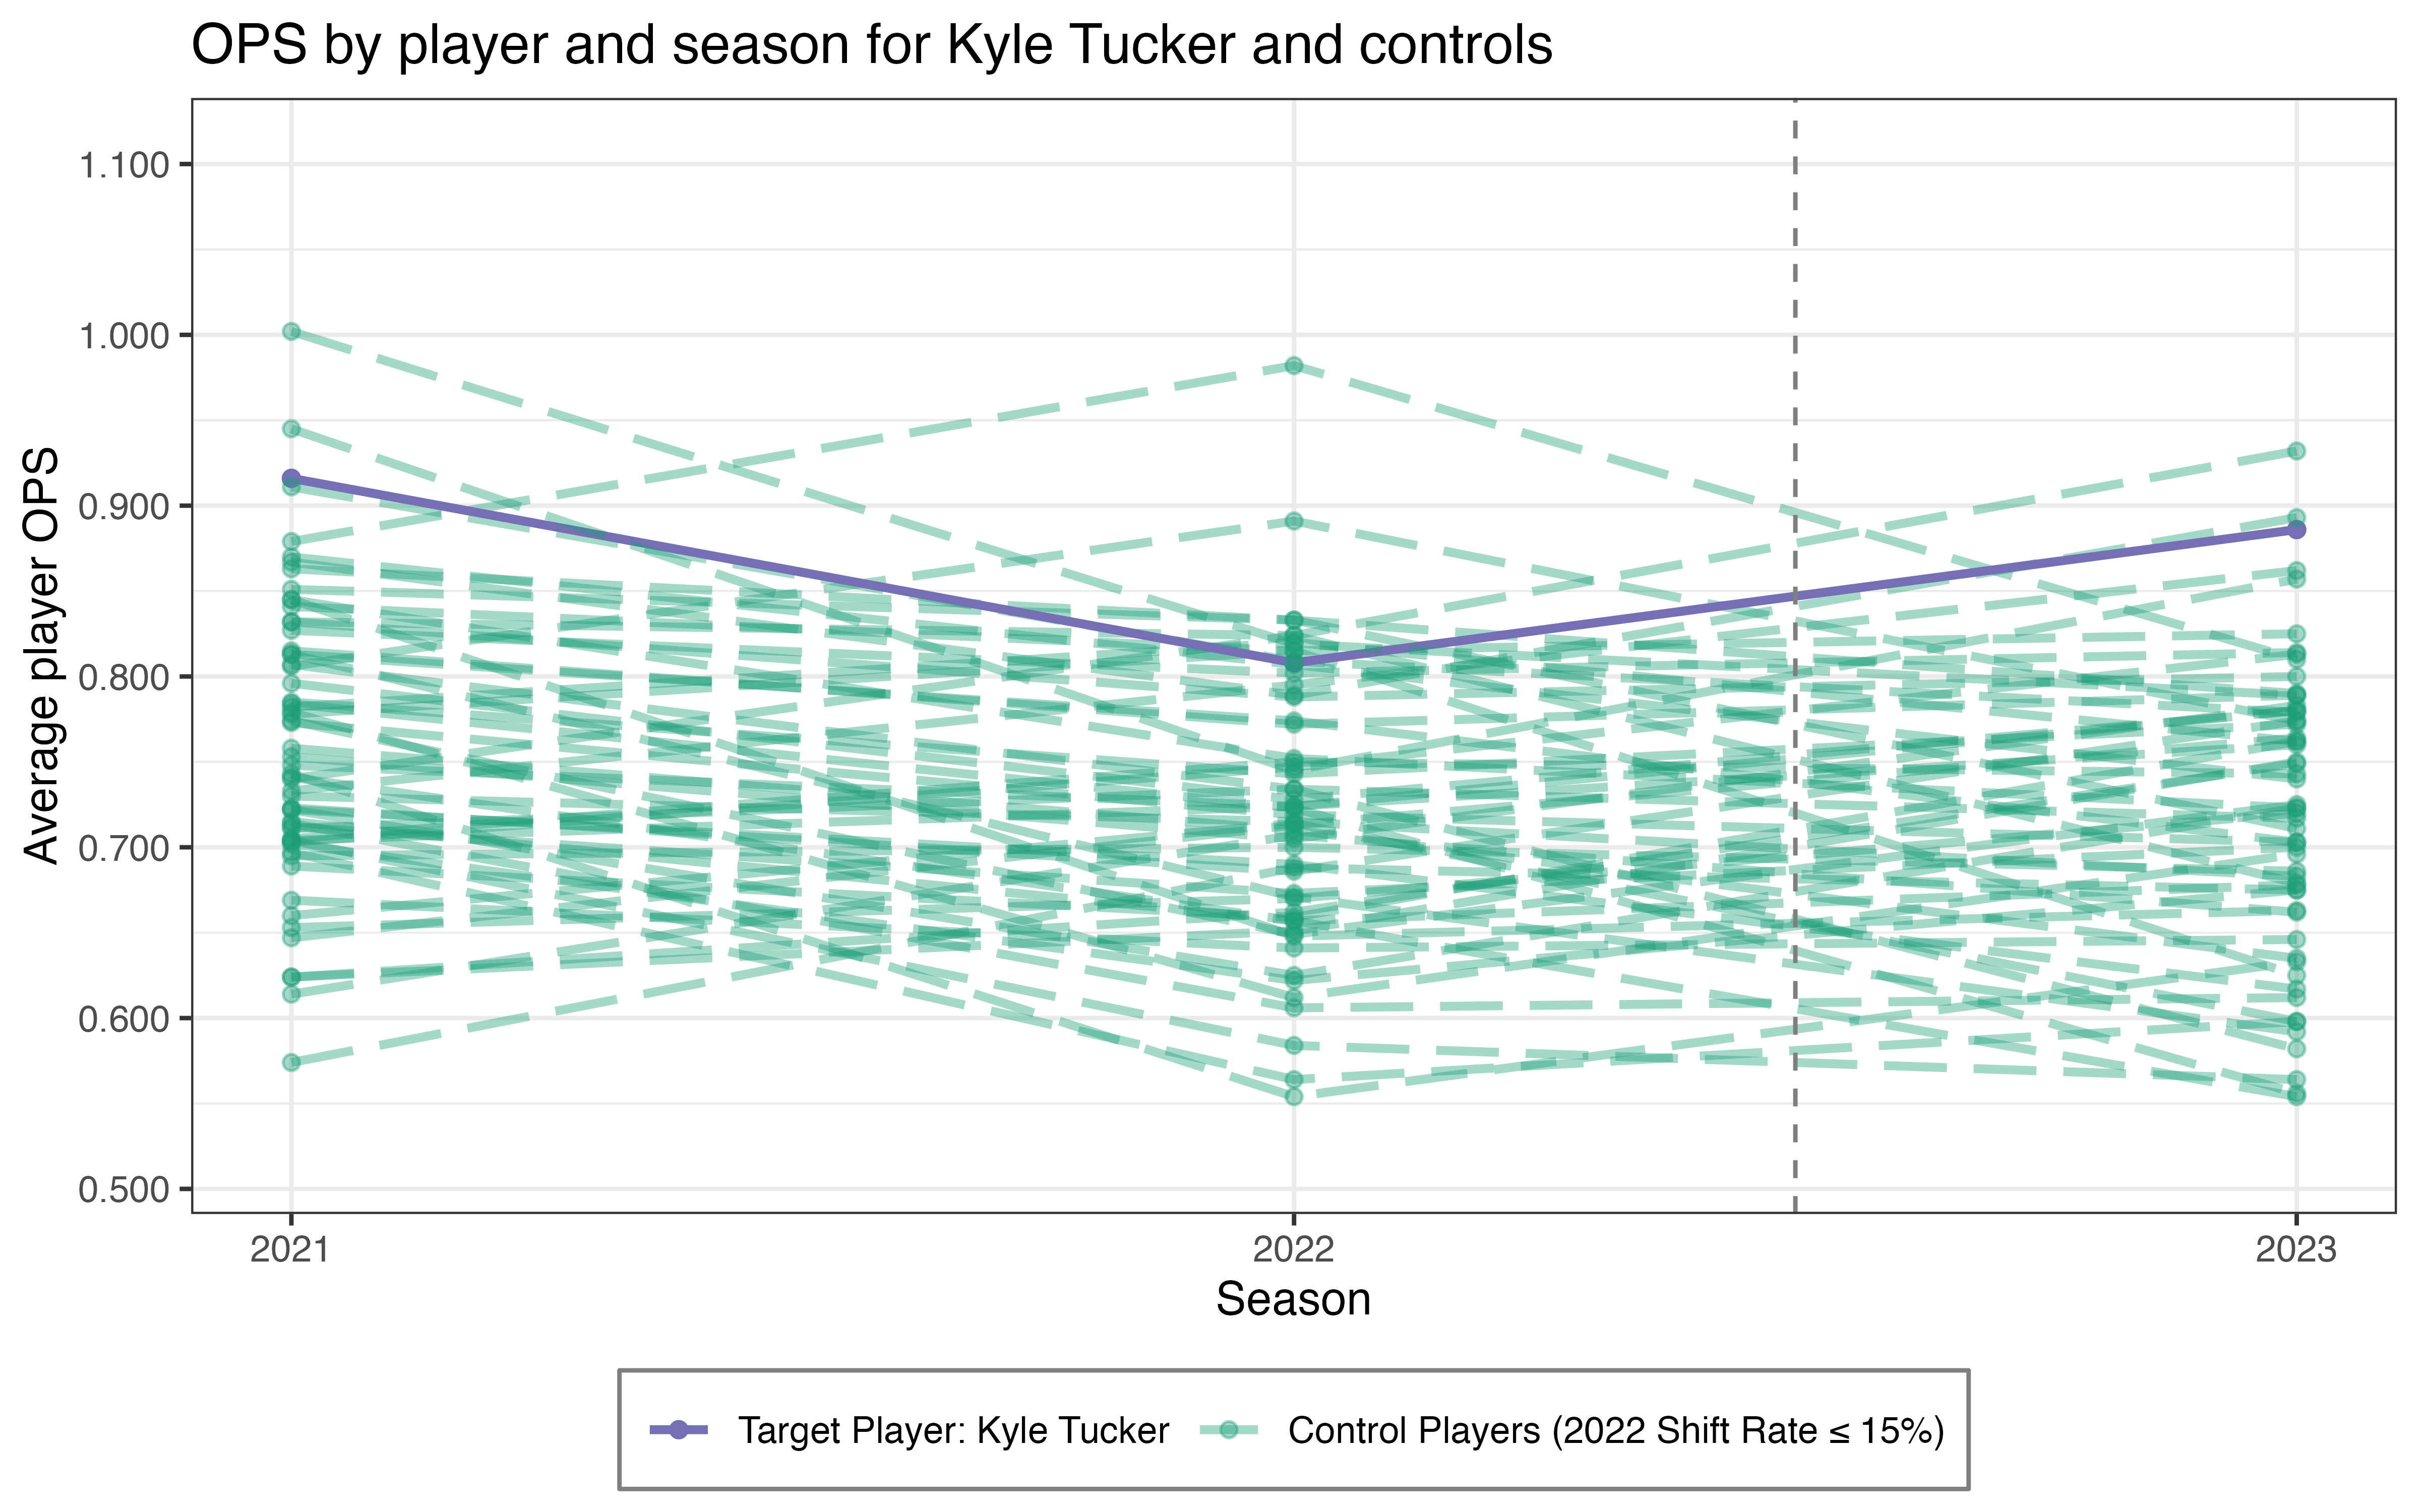 OPS by player and season for Kyle Tucker and controls
Average player OPS
1.100
1.000
0.900
0.800
0.700
0.600
0.500
2021
2022
2023
Season
Target Player: Kyle Tucker
Control Players (2022 Shift Rate ≤ 15%)